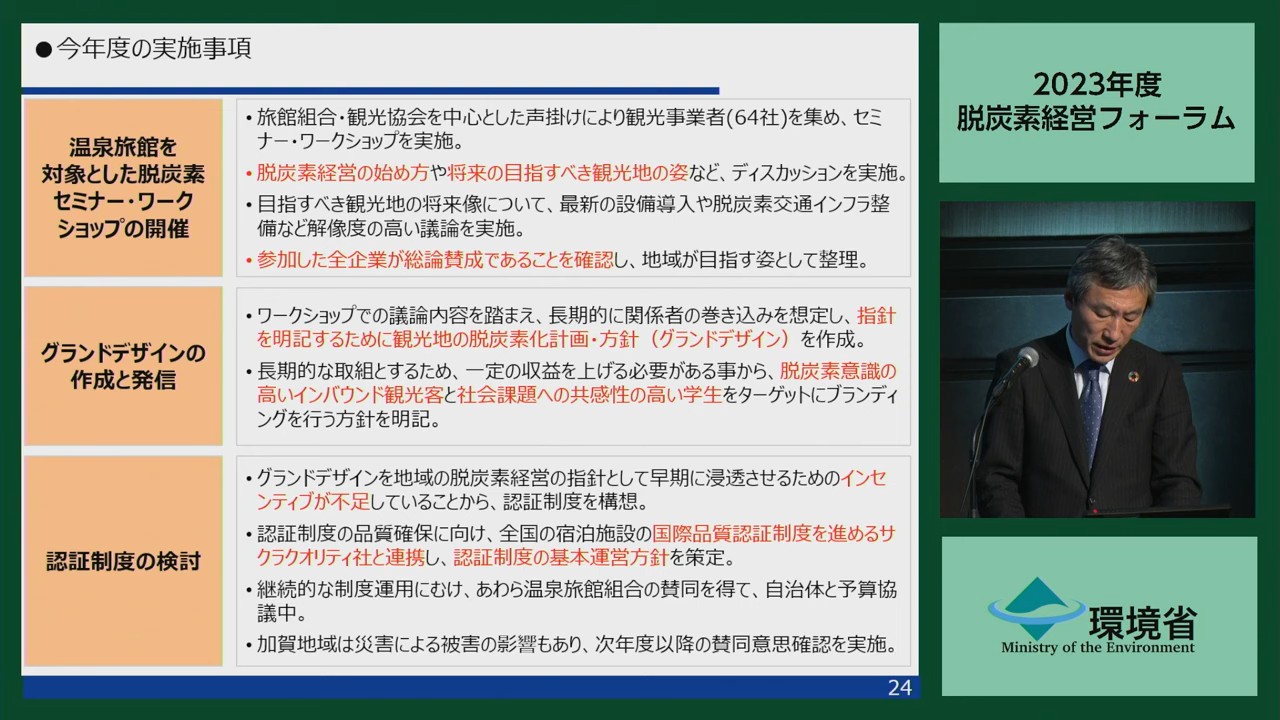 ●今年度の実施事項
温泉旅館を
対象とした脱炭素
セミナー・ワーク
ショップの開催
・旅館組合・観光協会を中心とした声掛けにより観光事業者(64社)を集め、セミ
ナー・ワークショップを実施。
・脱炭素経営の始め方や将来の目指すべき観光地の姿など、ディスカッションを実施。
・目指すべき観光地の将来像について、最新の設備導入や脱炭素交通インフラ整
備など解像度の高い議論を実施。
・参加した全企業が総論賛成であることを確認し、地域が目指す姿として整理。
グランドデザインの
作成と発信
・ワークショップでの議論内容を踏まえ、長期的に関係者の巻き込みを想定し、指針
を明記するために観光地の脱炭素化計画・方針（グランドデザイン）を作成。
・長期的な取組とするため、一定の収益を上げる必要がある事から、脱炭素意識の
高いインバウンド観光客と社会課題への共感性の高い学生をターゲットにブランディ
ングを行う方針を明記。
認証制度の検討
・グランドデザインを地域の脱炭素経営の指針として早期に浸透させるためのインセ
ンティブが不足していることから、認証制度を構想。
・認証制度の品質確保に向け、全国の宿泊施設の国際品質認証制度を進めるサ
クラクオリティ社と連携し、認証制度の基本運営方針を策定。
・継続的な制度運用にむけ、あわら温泉旅館組合の賛同を得て、自治体と予算協
議中。
・加賀地域は災害による被害の影響もあり、次年度以降の賛同意思確認を実施。
24
2023年度
脱炭素経営フォーラム
環境省
Ministry of the Environment